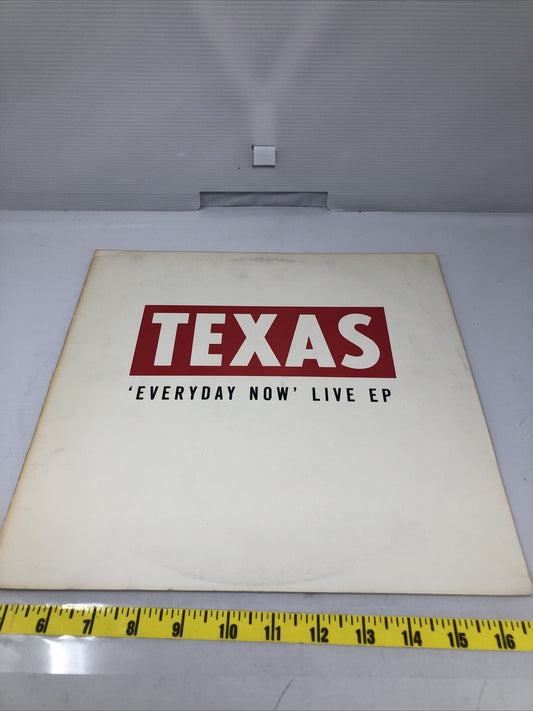 TEXAS
'EVERYDAY NOW' LIVE EP
6 7 8 9 10 11 12 13 14 15 16